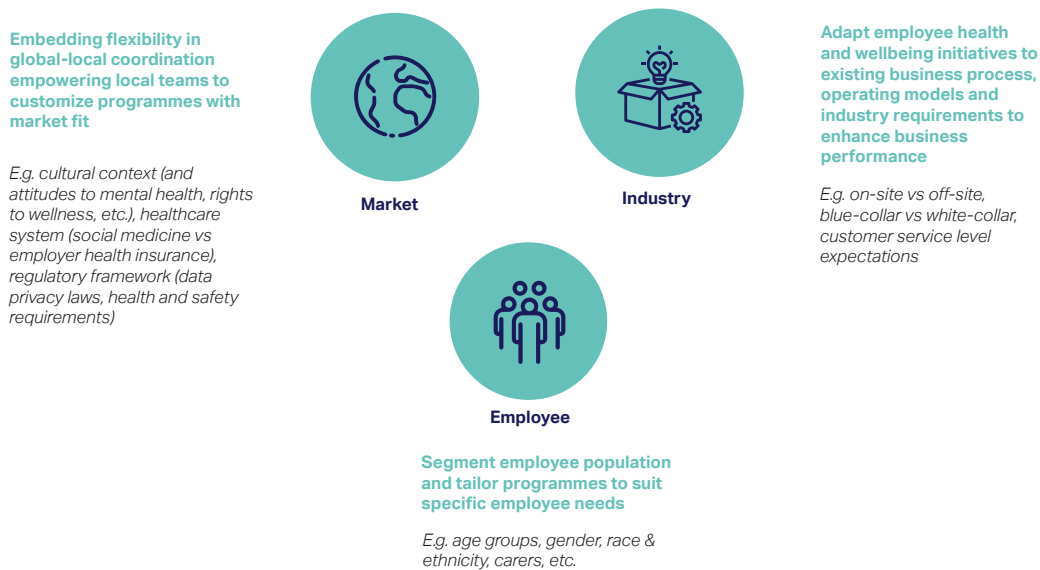 Embedding flexibility in
global-local coordination
empowering local teams to
customize programmes with
market fit
E.g. cultural context (and
attitudes to mental health, rights
to wellness, etc.), healthcare
system (social medicine vs
employer health insurance),
regulatory framework (data
privacy laws, health and safety
requirements)
Market
Industry
Adapt employee health
and wellbeing initiatives to
existing business process,
operating models and
industry requirements to
enhance business
performance
E.g. on-site vs off-site,
blue-collar vs white-collar,
customer service level
expectations
Employee
Segment employee population
and tailor programmes to suit
specific employee needs
E.g. age groups, gender, race &
ethnicity, carers, etc.